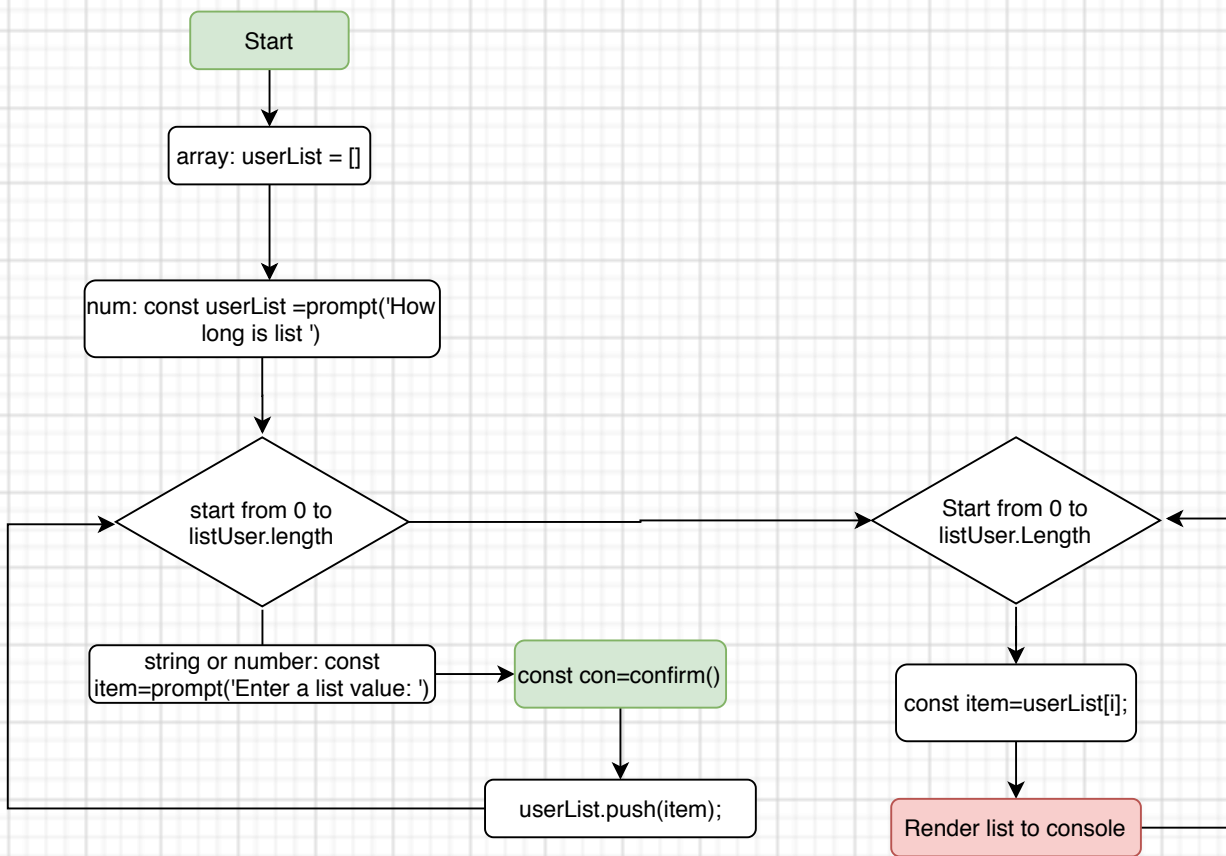 Start
array: userList = []
num: const userList =prompt('How
long is list ')
start from 0 to
listUser.length
string or number: const
item=prompt('Enter a list value: ')
const con=confirm()
userList.push(item);
Start from 0 to
listUser.Length
const item=userList[i];
Render list to console